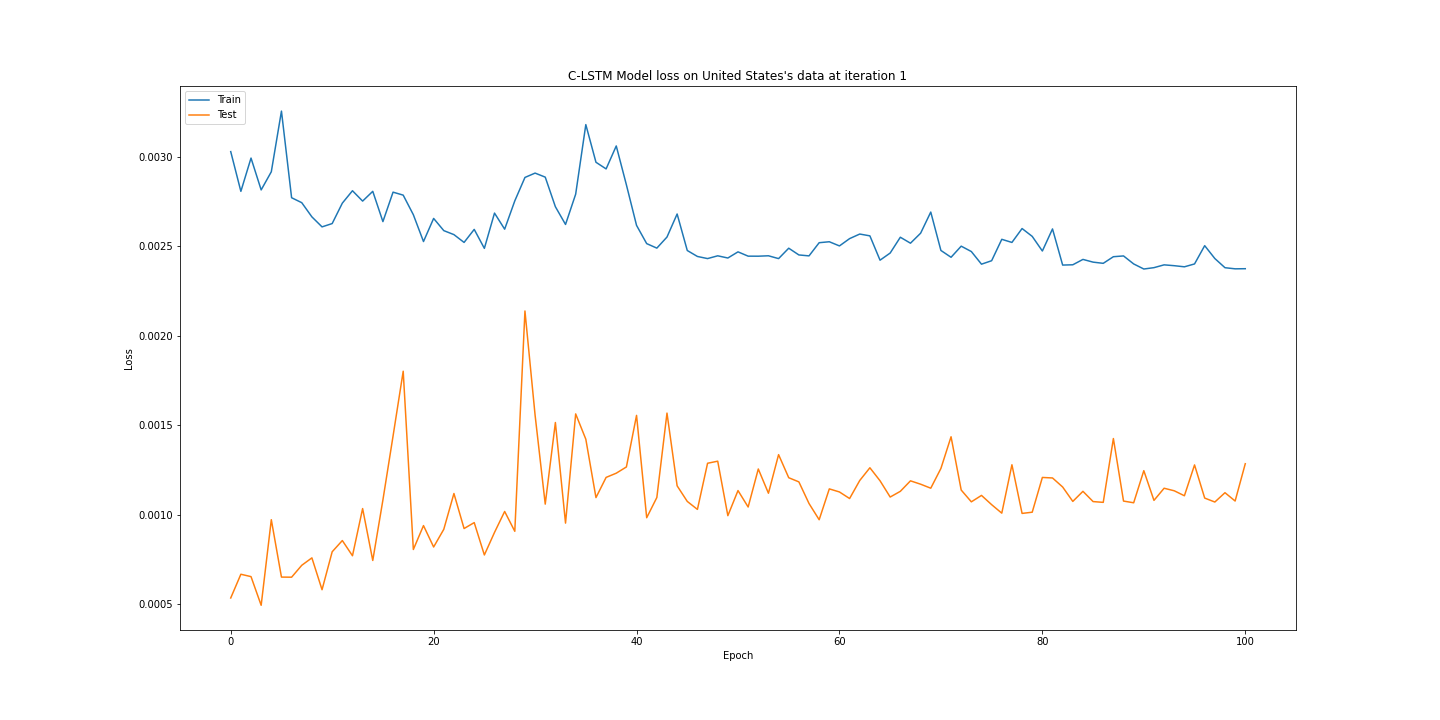 C-LSTM Model loss on United States's data at iteration 1
Train
Test
0.0030
0.0025
0.0020
0.0015
0.0010
0.0005
Loss
0 20 40 60 80 100
Epoch